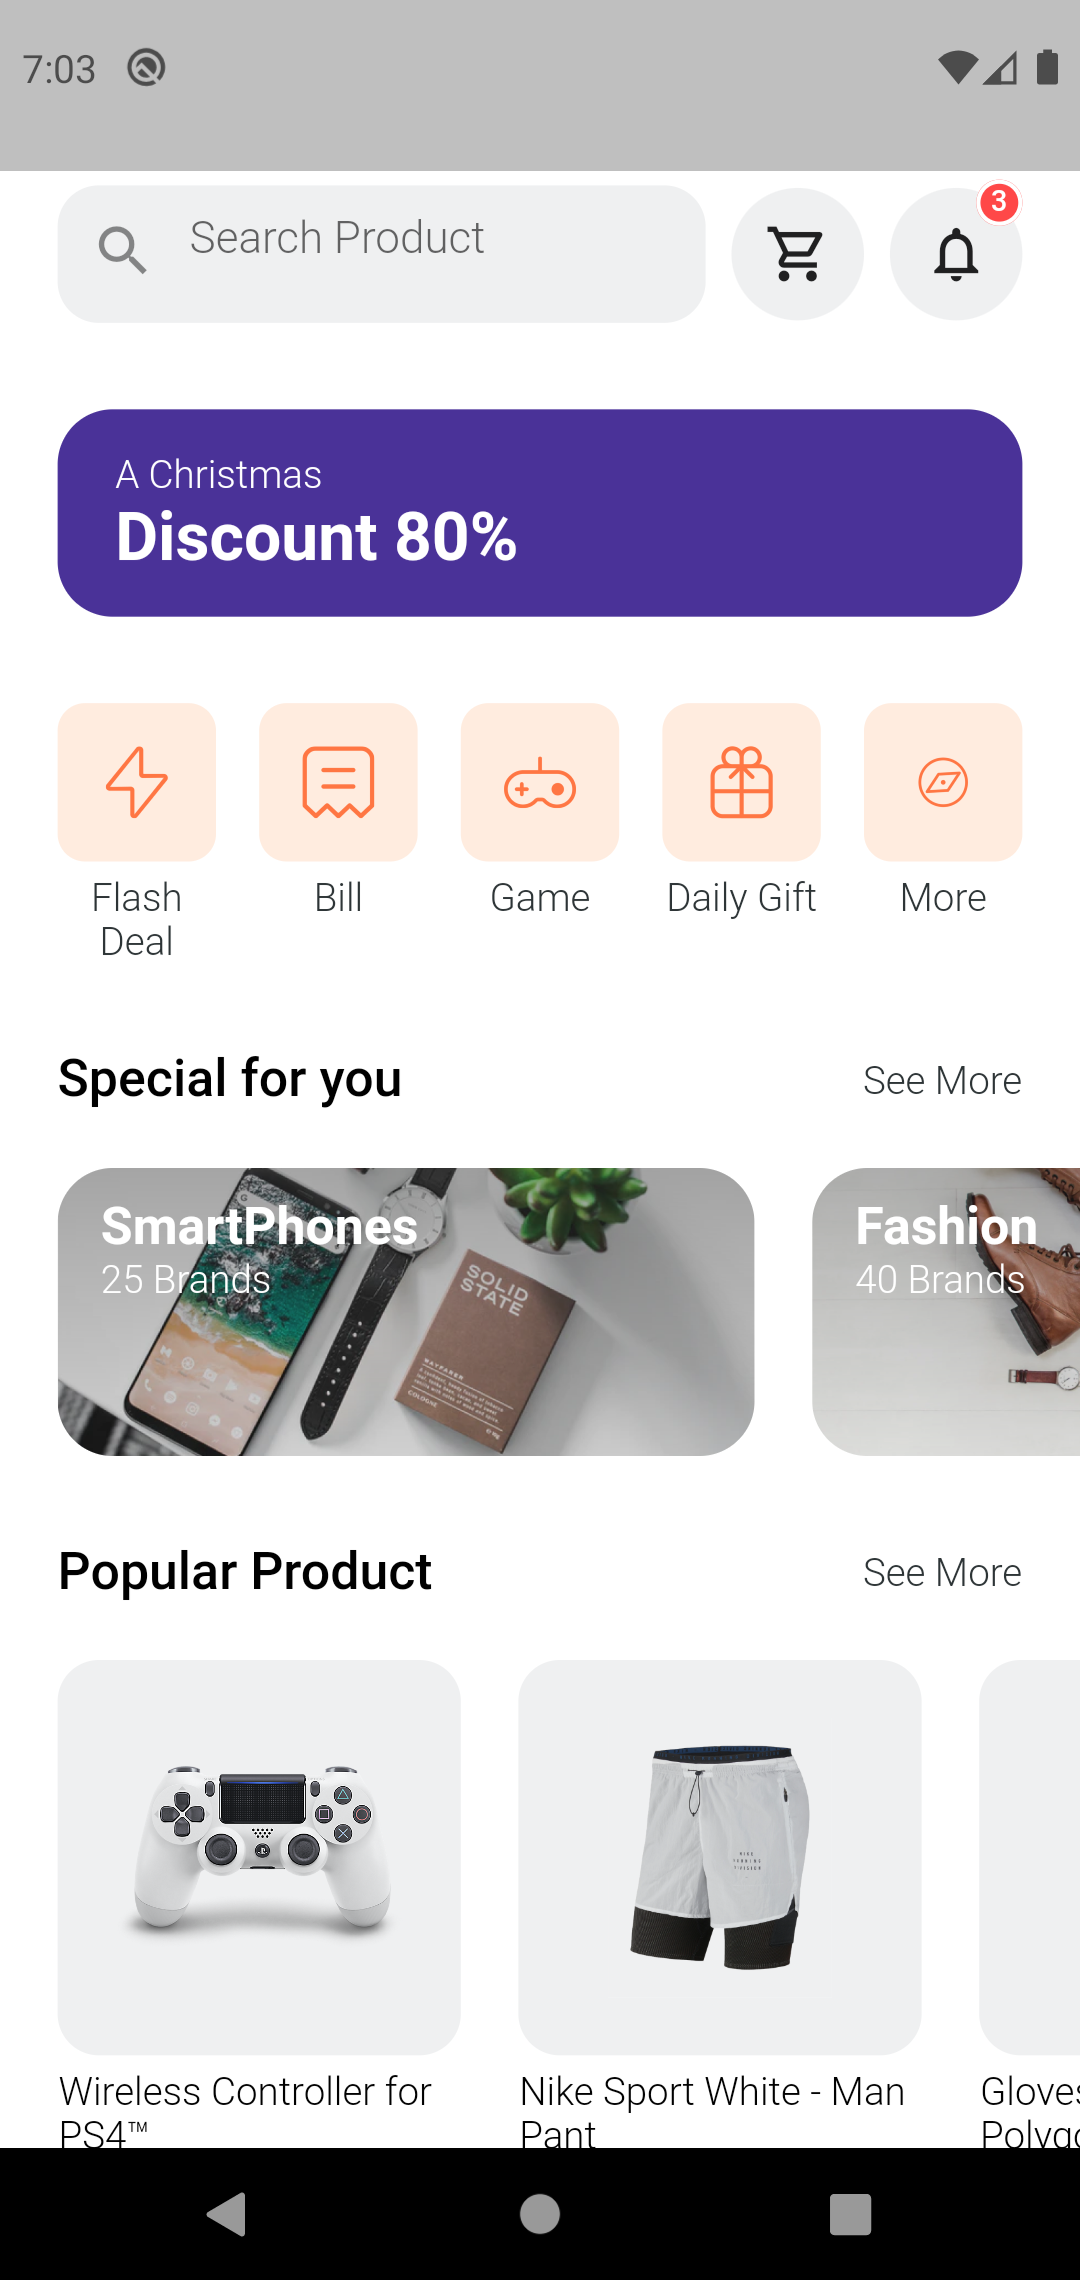 7:03
Search Product
3
A Christmas
Discount 80%
Flash
Deal
Bill
Game
Daily Gift
More
Special for you
See More
SmartPhones
25 Brands
SOLID
STATE
WAYFARER
COLOGNE
Fashion
40 Brands
Popular Product
See More
Wireless Controller for
PS4™
Nike Sport White - Man
Pant
Gloves